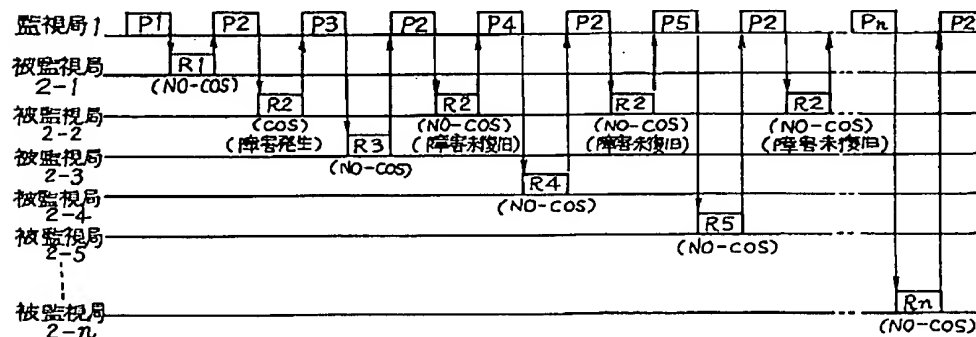 監視局1 P1 P2 P3 P2 P4 P2 P5 P2 Pn P2
被監視局 R1
2-1 (NO-COS)
被監視局 R2 R2 R2 R2
2-2 (COS) (NO-COS) (NO-COS) (NO-COS)
(障害発生) (障害未復旧) (障害未復旧) (障害未復旧)
被監視局 R3
2-3 (NO-COS)
被監視局 R4
2-4 (NO-COS)
被監視局 R5
2-5 (NO-COS)
被監視局 Rn
2-n (NO-COS)